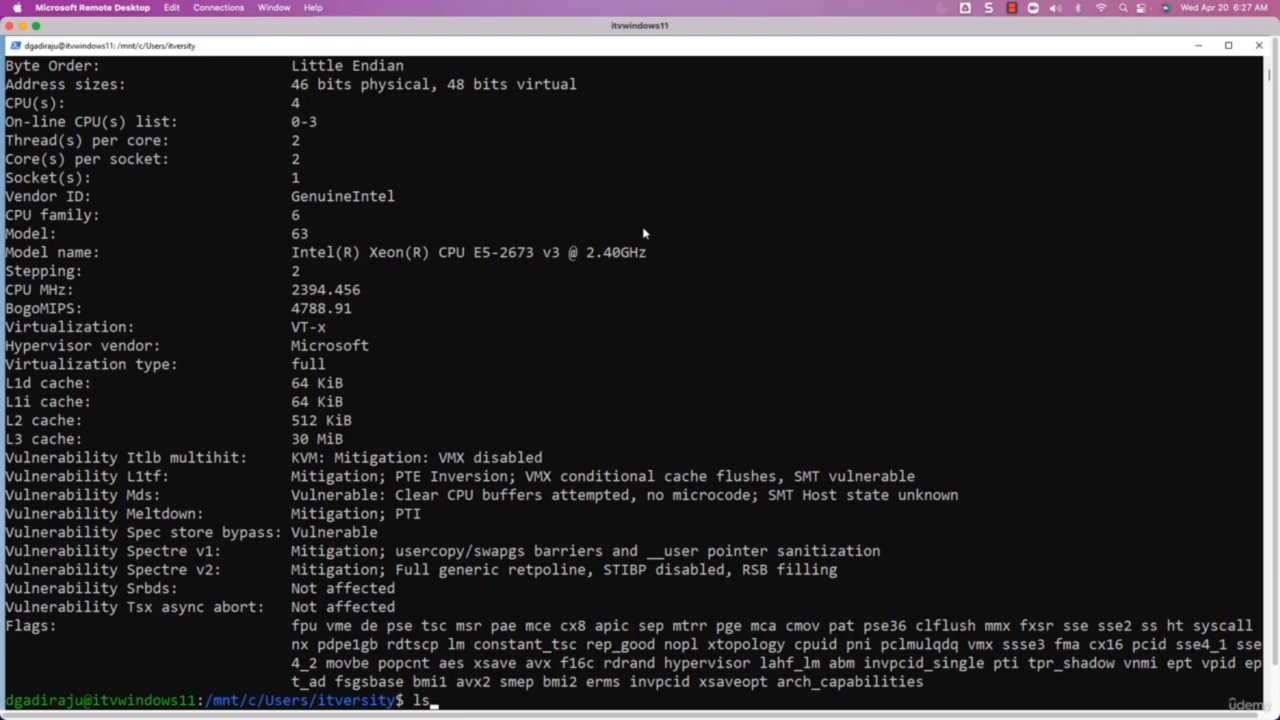 Microsoft Remote Desktop Edit Connections Window Help Wed Apr 20 6:27 AM
itvwindows11
dgadiraju@itvwindows11: /mnt/c/Users/itversity
Byte Order: Little Endian
Address sizes: 46 bits physical, 48 bits virtual
CPU(s): 4
On-line CPU(s) list: 0-3
Thread(s) per core: 2
Core(s) per socket: 2
Socket(s): 1
Vendor ID: GenuineIntel
CPU family: 6
Model: 63
Model name: Intel(R) Xeon(R) CPU E5-2673 v3 @ 2.40GHz
Stepping: 2
CPU MHz: 2394.456
BogoMIPS: 4788.91
Virtualization: VT-x
Hypervisor vendor: Microsoft
Virtualization type: full
L1d cache: 64 KiB
L1i cache: 64 KiB
L2 cache: 512 KiB
L3 cache: 30 MiB
Vulnerability Itlb multihit: KVM: Mitigation: VMX disabled
Vulnerability L1tf: Mitigation; PTE Inversion; VMX conditional cache flushes, SMT vulnerable
Vulnerability Mds: Vulnerable: Clear CPU buffers attempted, no microcode; SMT Host state unknown
Vulnerability Meltdown: Mitigation; PTI
Vulnerability Spec store bypass: Vulnerable
Vulnerability Spectre v1: Mitigation; usercopy/swapgs barriers and __user pointer sanitization
Vulnerability Spectre v2: Mitigation; Full generic retpoline, STIBP disabled, RSB filling
Vulnerability Srbds: Not affected
Vulnerability Tsx async abort: Not affected
Flags: fpu vme de pse tsc msr pae mce cx8 apic sep mtrr pge mca cmov pat pse36 clflush mmx fxsr sse sse2 ss ht syscall
nx pdpe1gb rdtscp lm constant_tsc rep_good nopl xtopology cpuid pni pclmulqdq vmx ssse3 fma cx16 pcid sse4_1 sse
4_2 movbe popcnt aes xsave avx f16c rdrand hypervisor lahf_lm abm invpcid_single pti tpr_shadow vnmi ept vpid ep
t_ad fsgsbase bmi1 avx2 smep bmi2 erms invpcid xsaveopt arch_capabilities
dgadiraju@itvwindows11:/mnt/c/Users/itversity$ ls
udemy